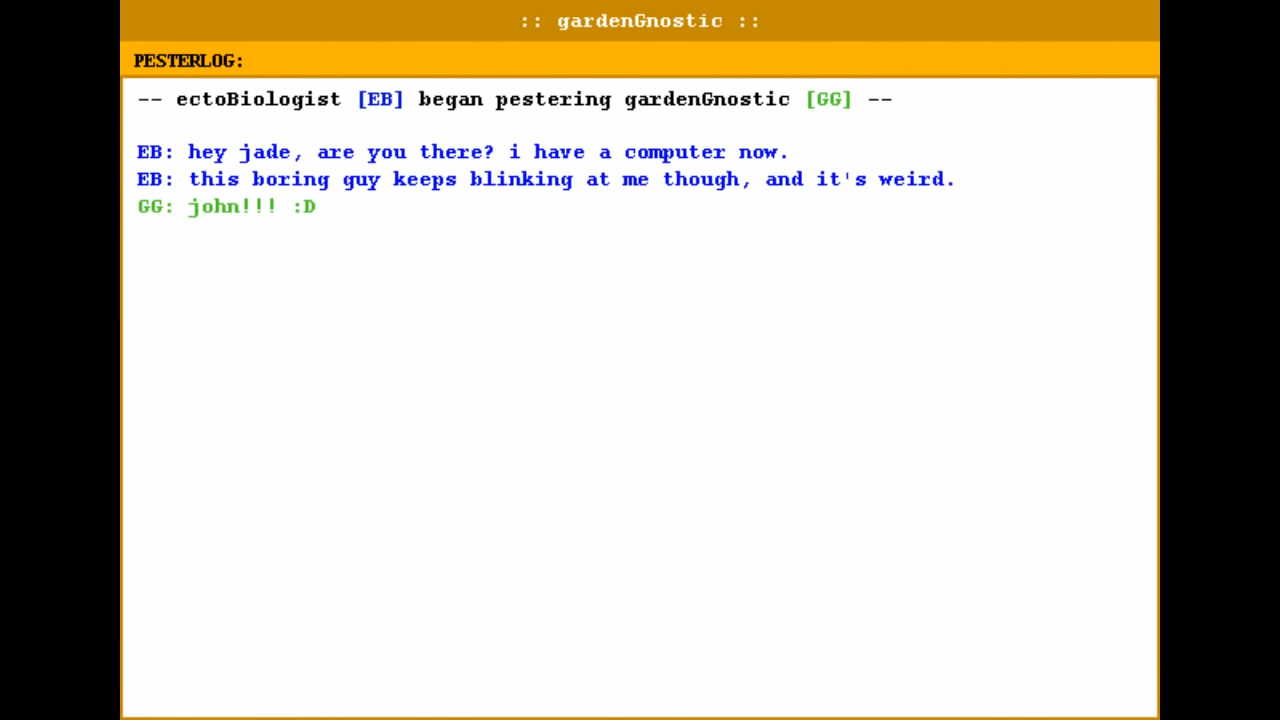 :: gardenGnostic ::
PESTERLOG:
-- ectoBiologist [EB] began pestering gardenGnostic [GG] --
EB: hey jade, are you there? i have a computer now.
EB: this boring guy keeps blinking at me though, and it's weird.
GG: john!!! :D